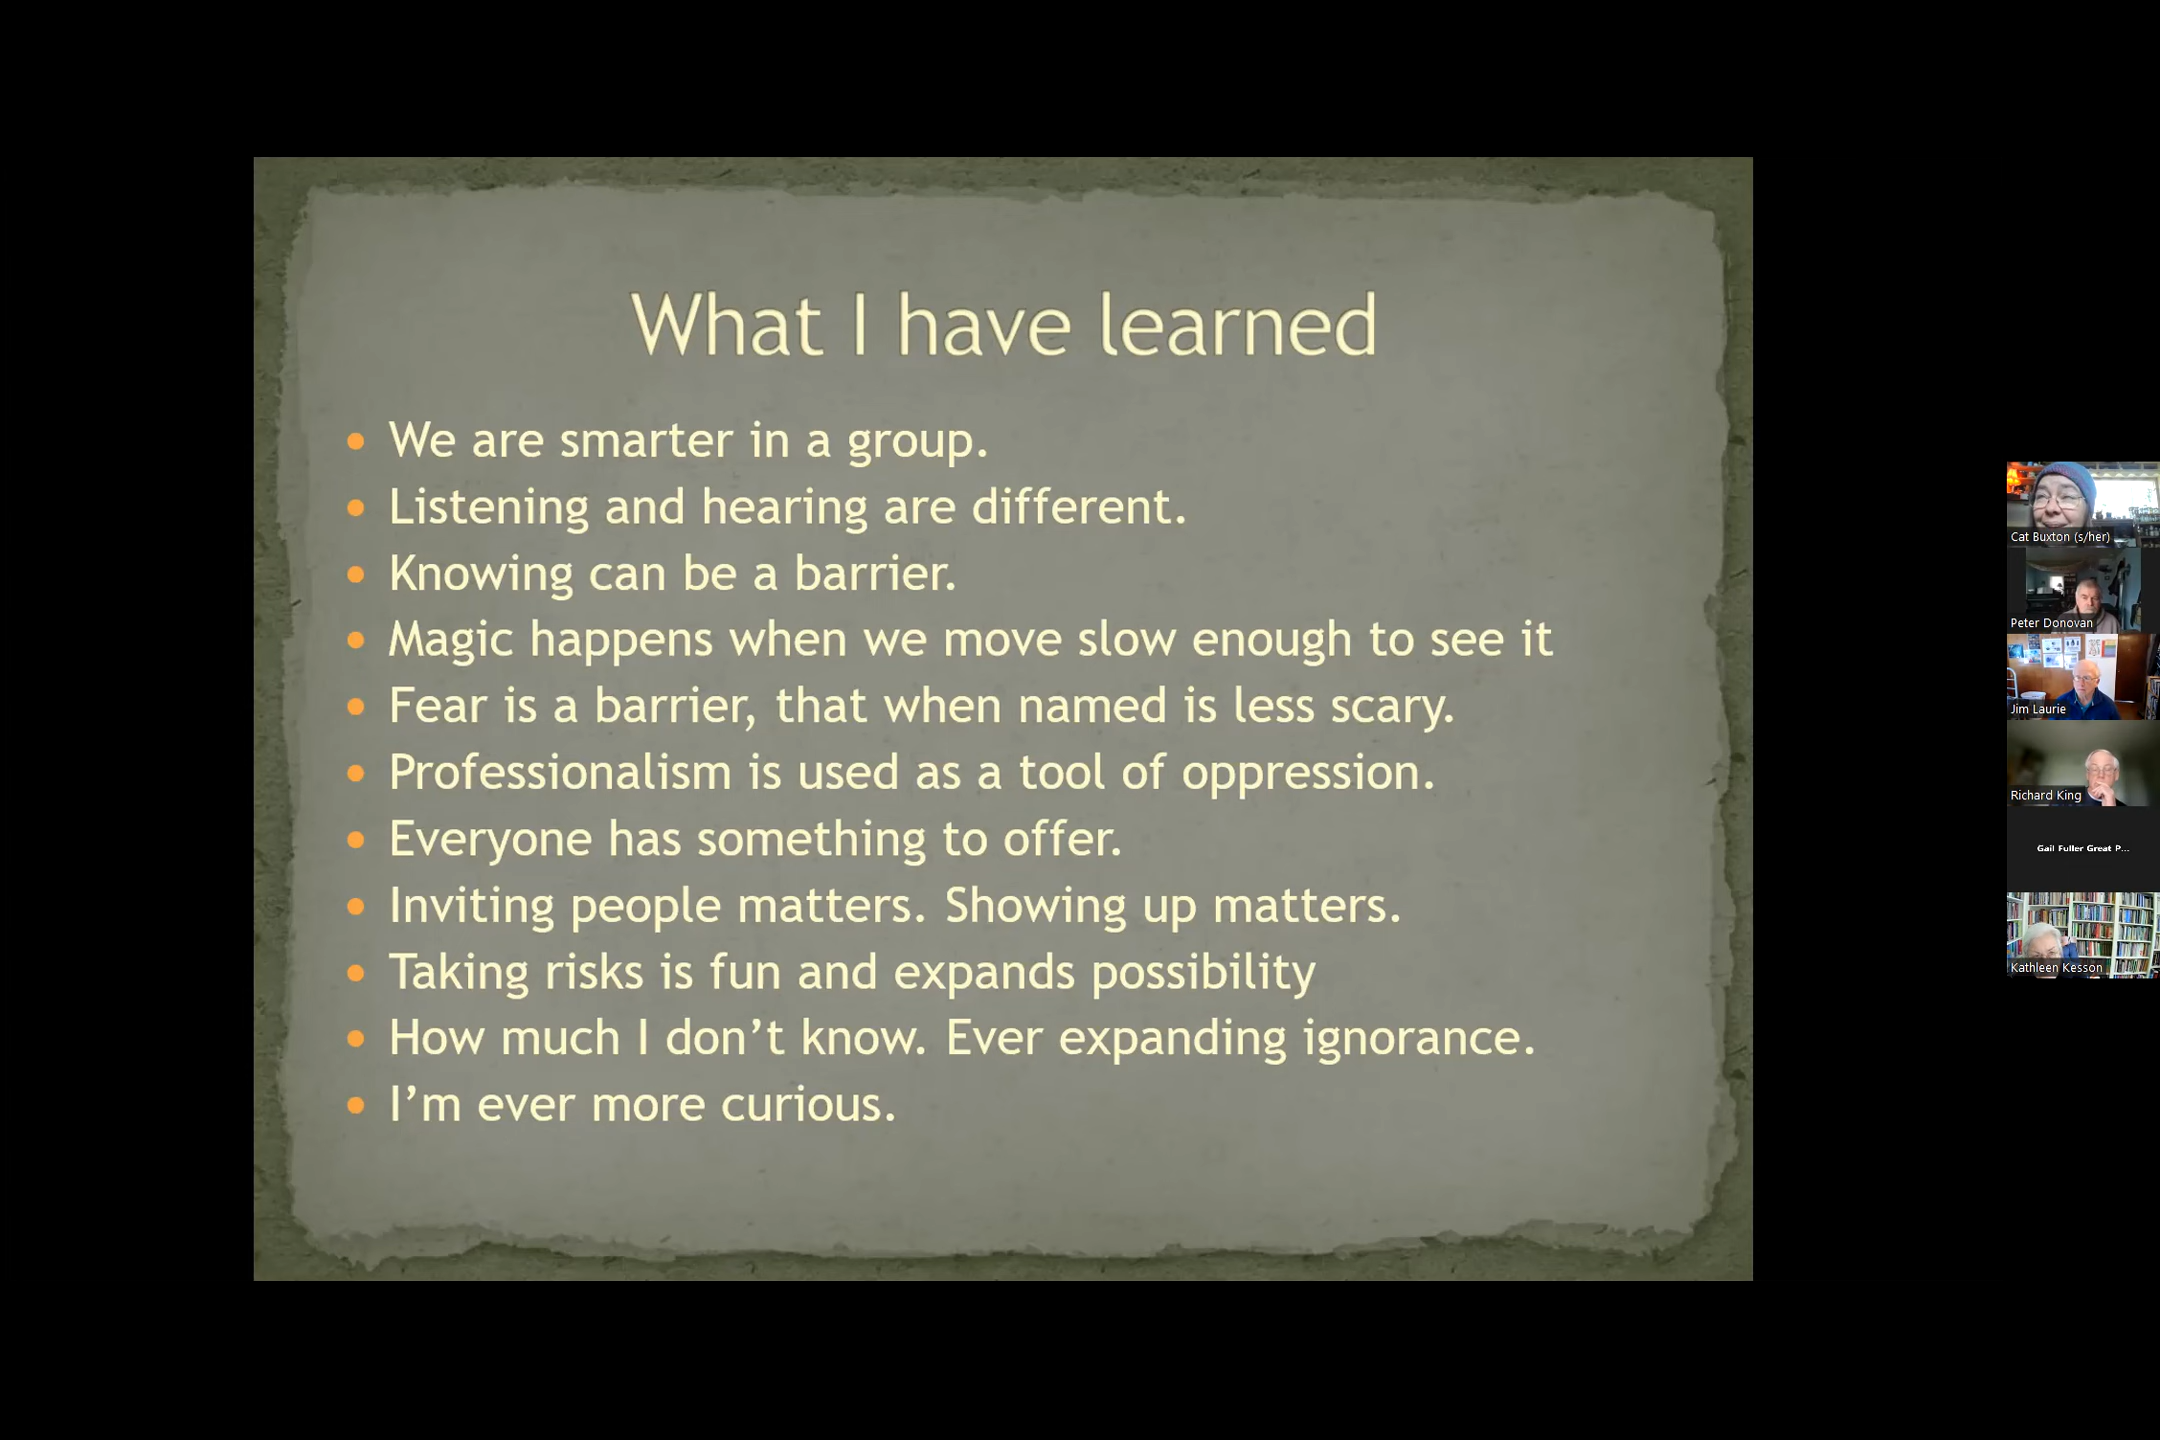 What I have learned
We are smarter in a group.
Listening and hearing are different.
Knowing can be a barrier.
Magic happens when we move slow enough to see it
Fear is a barrier, that when named is less scary.
Professionalism is used as a tool of oppression.
Everyone has something to offer.
Inviting people matters. Showing up matters.
Taking risks is fun and expands possibility
How much I don’t know. Ever expanding ignorance.
I’m ever more curious.
Cat Buxton (s/her)
Peter Donovan
Jim Laurie
Richard King
Gail Fuller Great P...
Kathleen Kesson